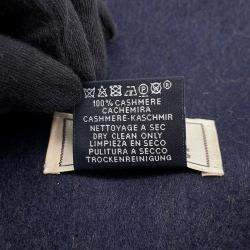 100% CASHMERE
CACHEMIRA
CASHMERE-KASCHMIR
NETTOYAGE A SEC
DRY CLEAN ONLY
LIMPIEZA EN SECO
PULITURA A SECCO
TROCKENREINIGUNG